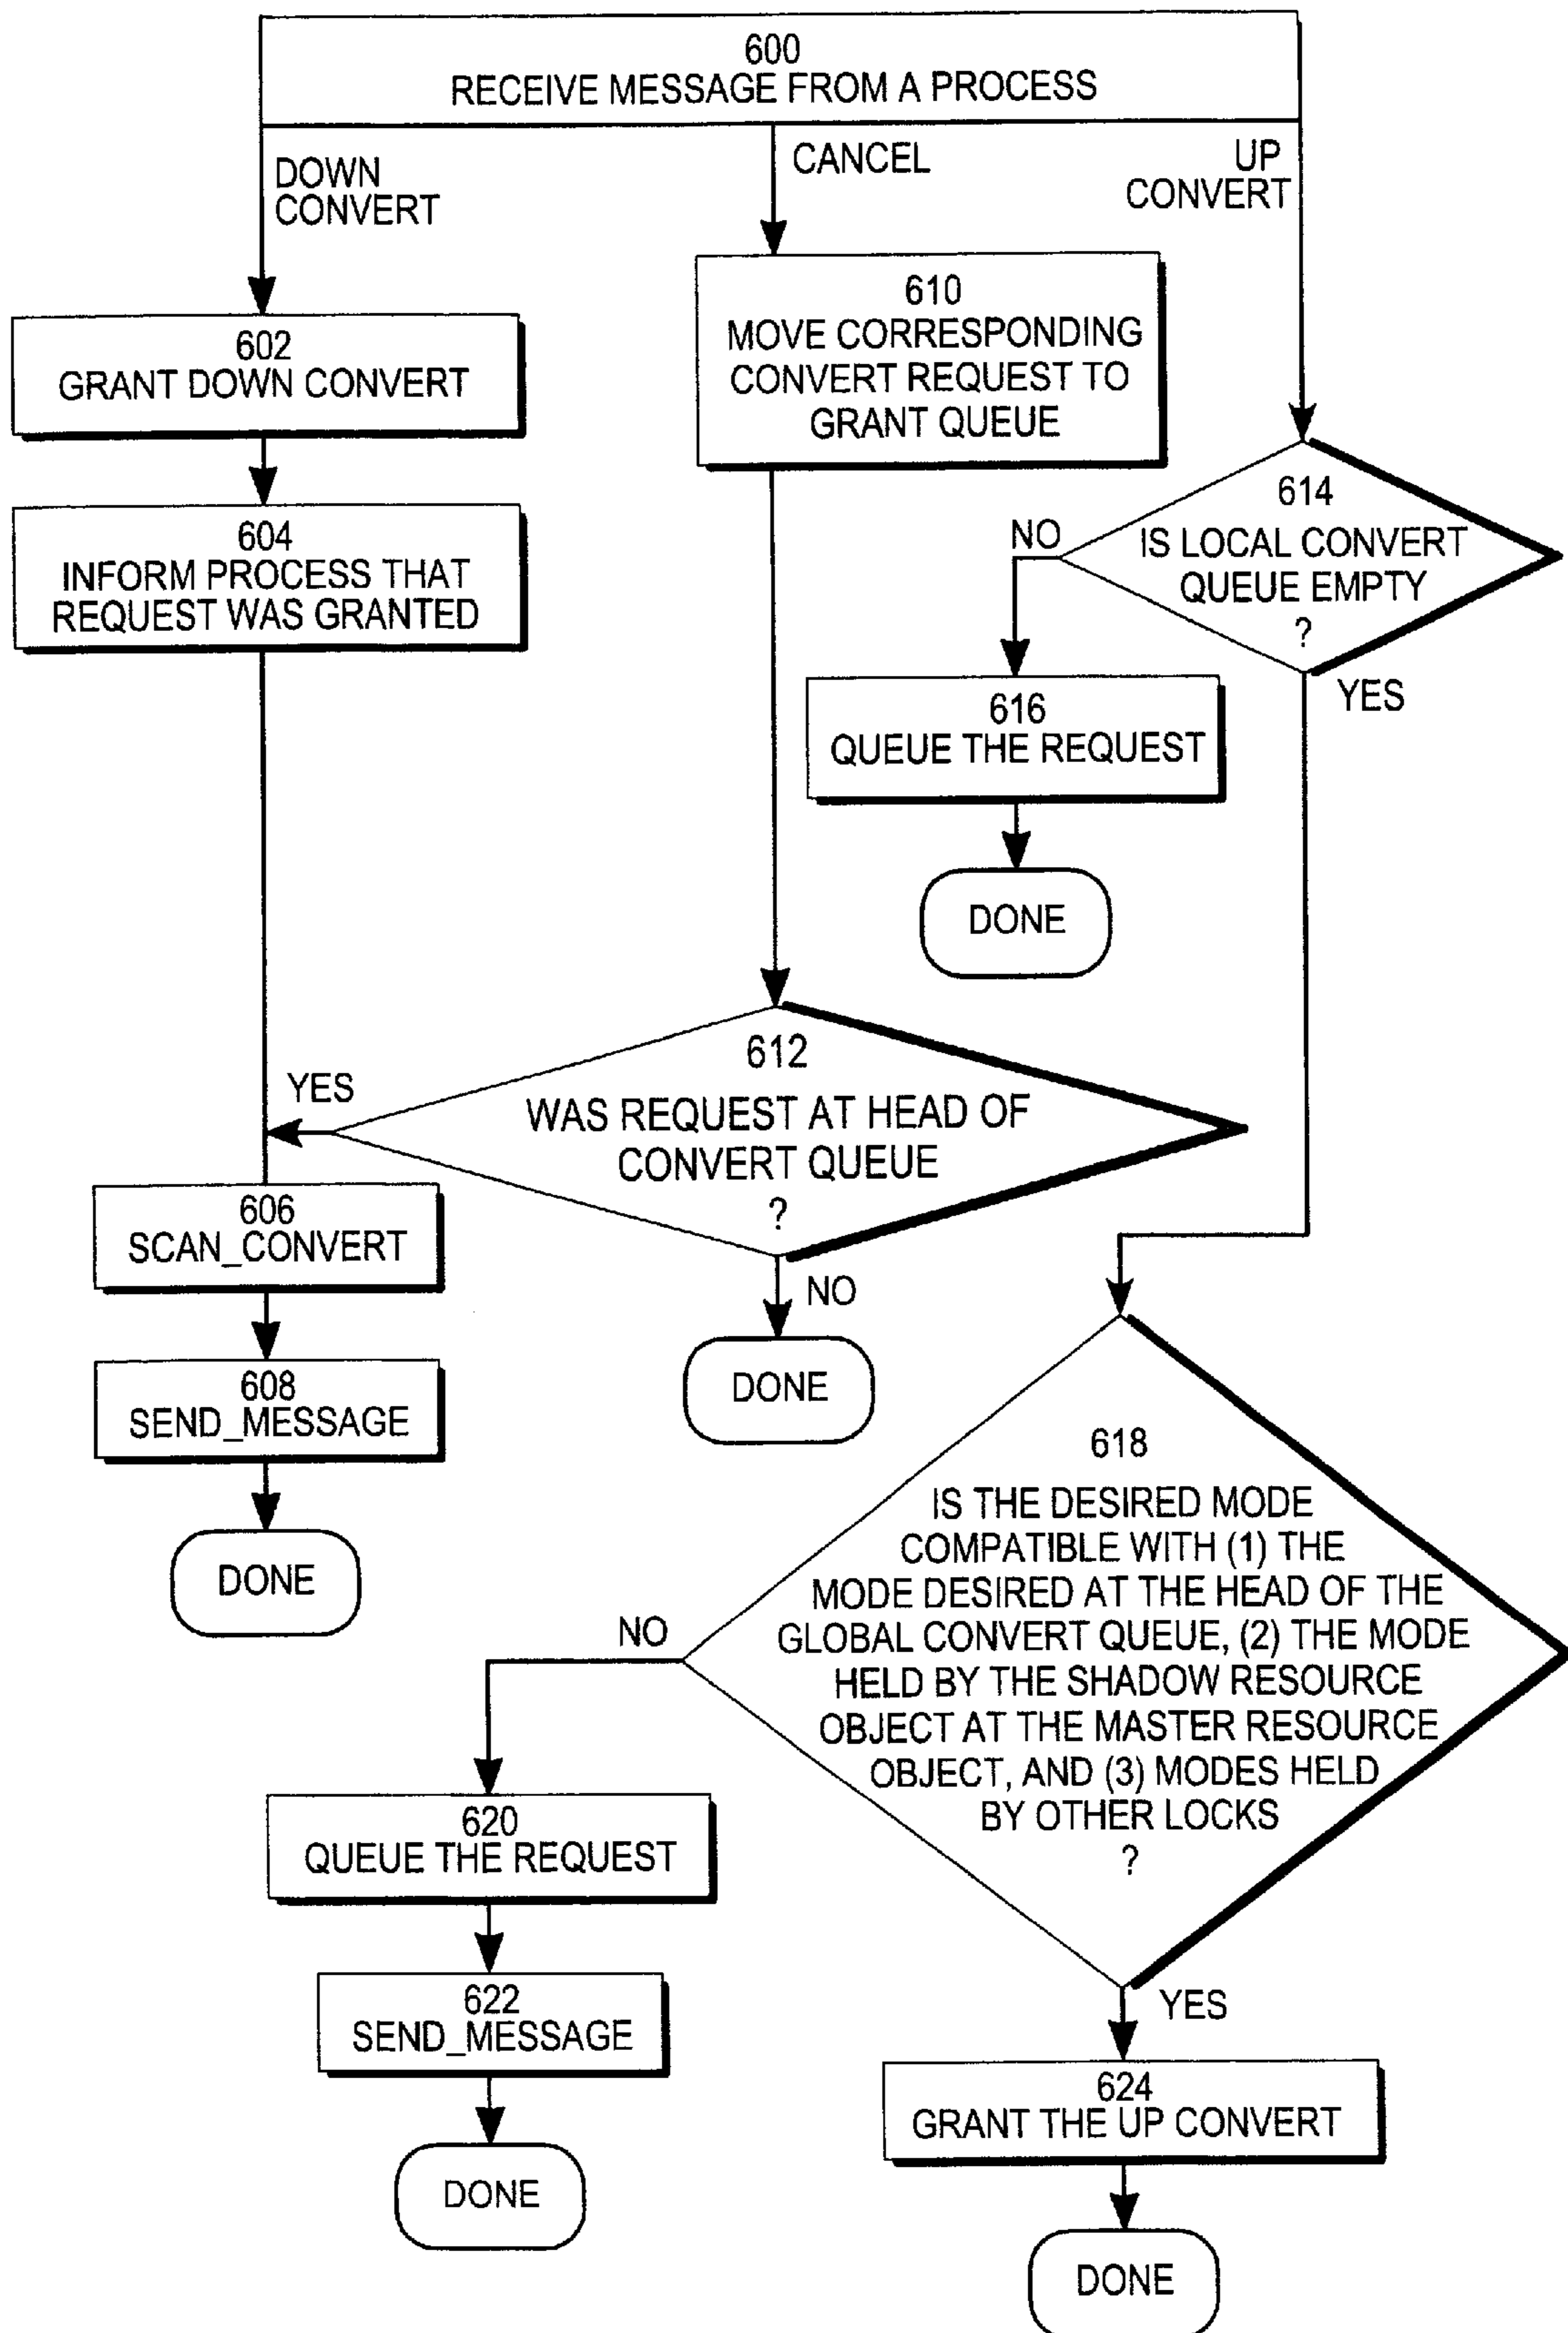 600
RECEIVE MESSAGE FROM A PROCESS
DOWN
CONVERT
CANCEL
UP
CONVERT
602
GRANT DOWN CONVERT
604
INFORM PROCESS THAT
REQUEST WAS GRANTED
610
MOVE CORRESPONDING
CONVERT REQUEST TO
GRANT QUEUE
614
IS LOCAL CONVERT
QUEUE EMPTY
?
NO
YES
616
QUEUE THE REQUEST
DONE
612
WAS REQUEST AT HEAD OF
CONVERT QUEUE
?
YES
NO
DONE
606
SCAN_CONVERT
608
SEND_MESSAGE
DONE
618
IS THE DESIRED MODE
COMPATIBLE WITH (1) THE
MODE DESIRED AT THE HEAD OF THE
GLOBAL CONVERT QUEUE, (2) THE MODE
HELD BY THE SHADOW RESOURCE
OBJECT AT THE MASTER RESOURCE
OBJECT, AND (3) MODES HELD
BY OTHER LOCKS
?
NO
YES
620
QUEUE THE REQUEST
622
SEND_MESSAGE
DONE
624
GRANT THE UP CONVERT
DONE